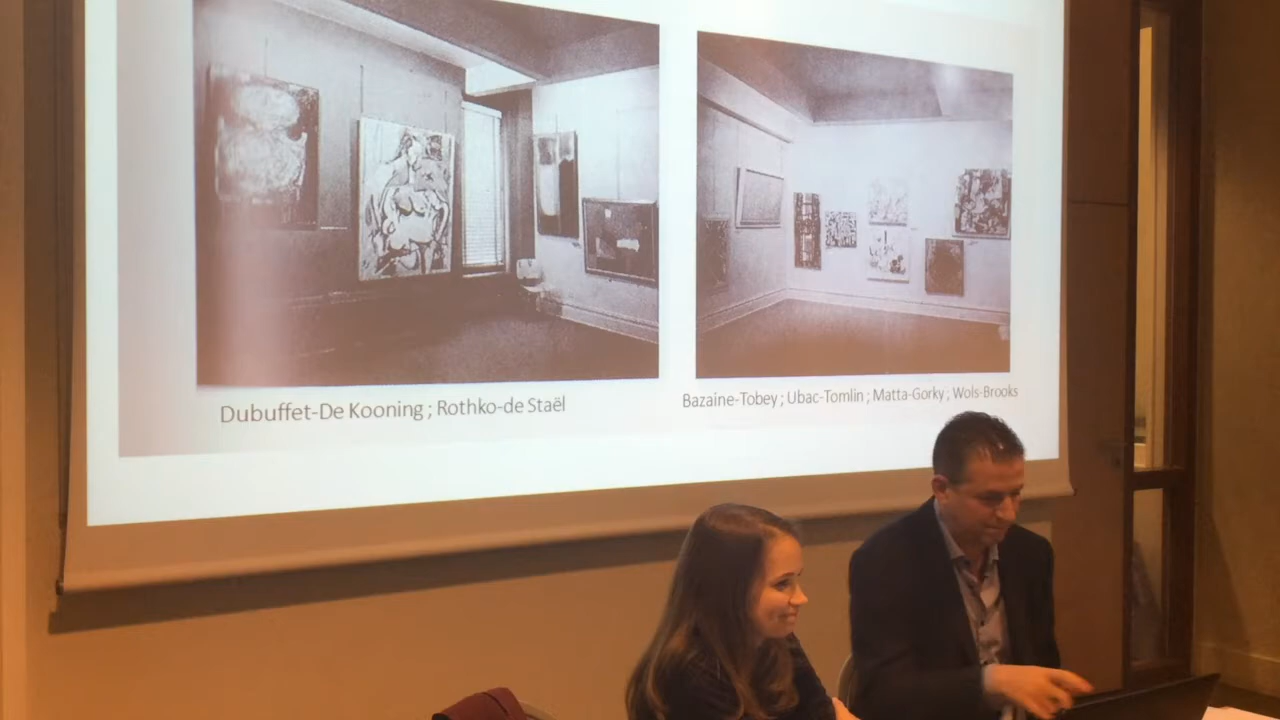 Dubuffet-De Kooning ; Rothko-de Staël
Bazaine-Tobey ; Ubac-Tomlin ; Matta-Gorky ; Wols-Brooks